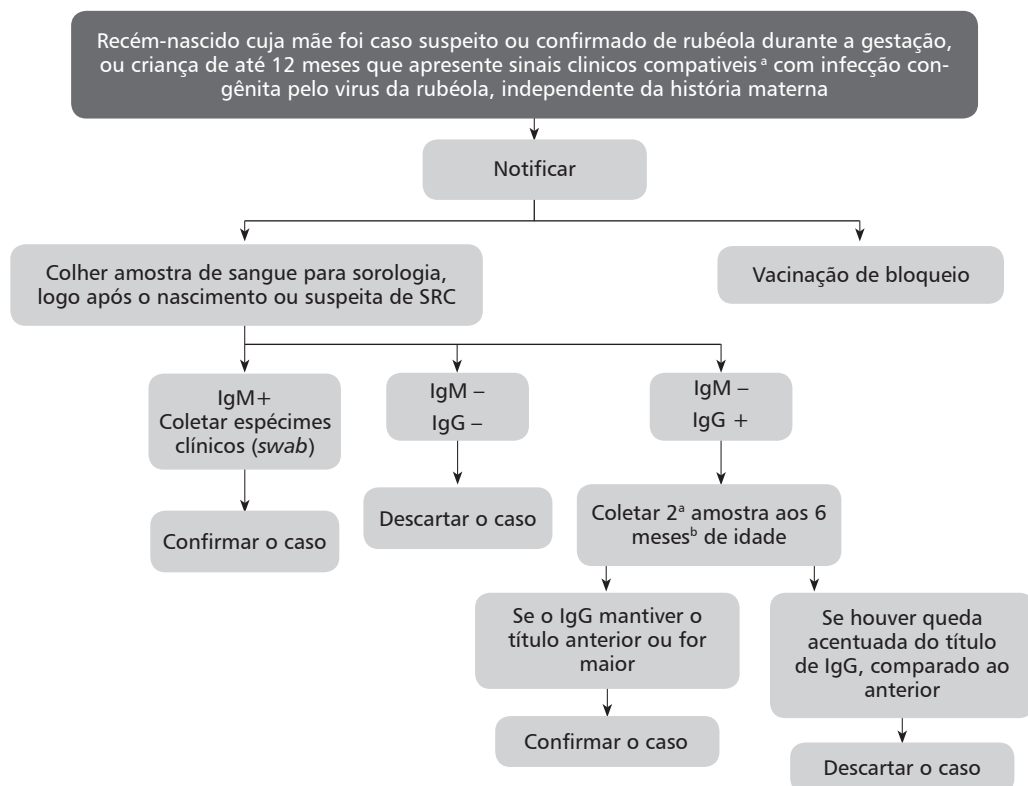 Recém-nascido cuja mãe foi caso suspeito ou confirmado de rubéola durante a gestação,
ou criança de até 12 meses que apresente sinais clinicos compativeis ª com infecção con-
gênita pelo virus da rubéola, independente da história materna
Notificar
Colher amostra de sangue para sorologia,
logo após o nascimento ou suspeita de SRC
Vacinação de bloqueio
IgM+
Coletar espécimes
clínicos (swab)
IgM –
IgG –
IgM –
IgG +
Confirmar o caso
Descartar o caso
Coletar 2ª amostra aos 6
mesesᵇ de idade
Se o IgG mantiver o
título anterior ou for
maior
Se houver queda
acentuada do título
de IgG, comparado ao
anterior
Confirmar o caso
Descartar o caso